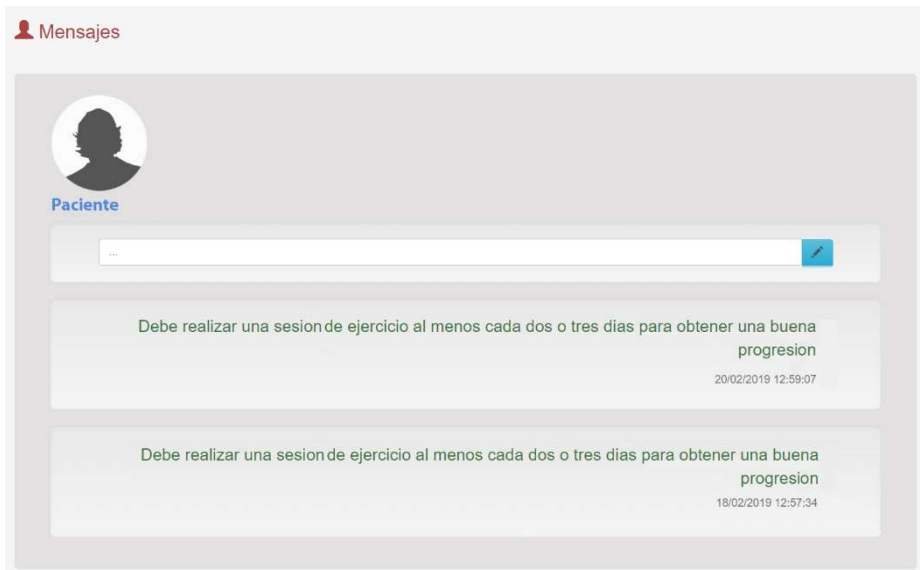 Mensajes
Paciente
...
Debe realizar una sesion de ejercicio al menos cada dos o tres dias para obtener una buena
progresion
20/02/2019 12:59:07
Debe realizar una sesion de ejercicio al menos cada dos o tres dias para obtener una buena
progresion
18/02/2019 12:57:34